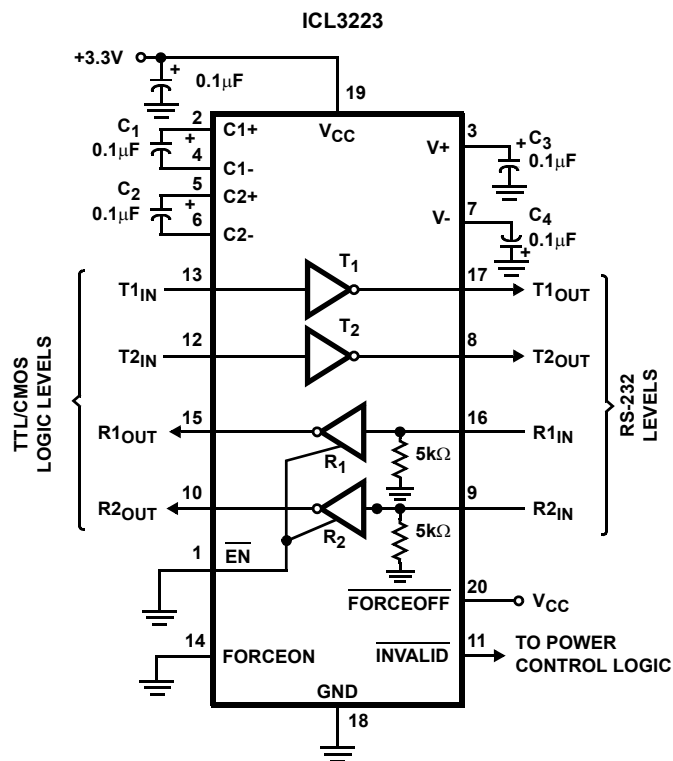 ICL3223
+3.3V
+
0.1μF
19
VCC
2
C1+
C1
0.1μF
+
4
C1-
5
C2+
C2
0.1μF
+
6
C2-
3
V+
+
C3
0.1μF
7
V-
C4
0.1μF
+
T1IN
13
T1
17
T1OUT
T2IN
12
T2
8
T2OUT
R1OUT
15
R1
16
R1IN
5kΩ
R2OUT
10
R2
9
R2IN
5kΩ
TTL/CMOS
LOGIC LEVELS
RS-232
LEVELS
1
EN
FORCEOFF
20
VCC
14
FORCEON
INVALID
11
TO POWER
CONTROL LOGIC
GND
18